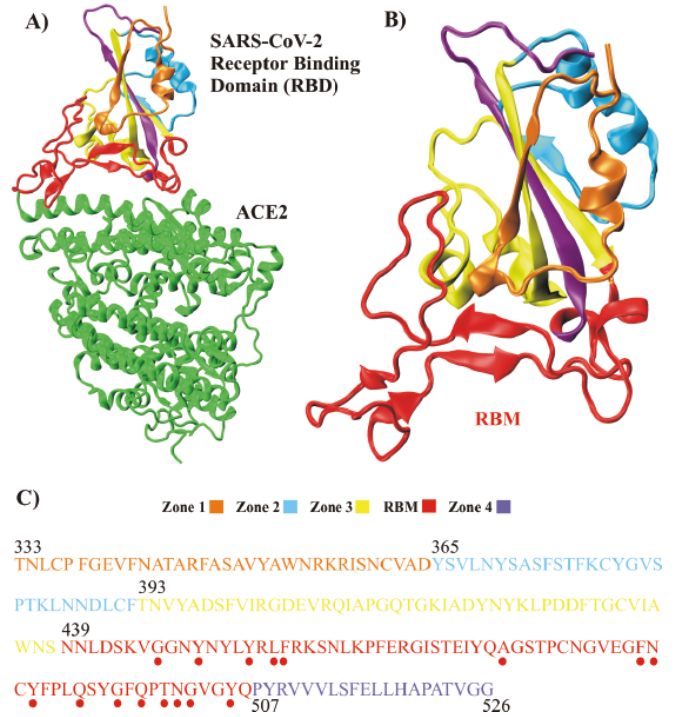 A)
SARS-CoV-2
Receptor Binding
Domain (RBD)
ACE2
B)
RBM
C)
Zone 1 Zone 2 Zone 3 RBM Zone 4
333 365
TNLCP FGEVFNATARFASAVYAWNRKRISNCVADYSVLNYSASFSTFKCYGVS
393
PTKLNNDLCFTNVYADSFVIRGDEVRQIAPGQTGKIADYNYKLPDDFTGCVIA
439
WNS NNLDSKVGGNYNYLYRLFRKSNLKPFERGISTEIYQAGSTPCNGVEGFN
CYFPLQSYGFQPTNGVGYQPYRVVVLSFELLHAPATVGG
507 526